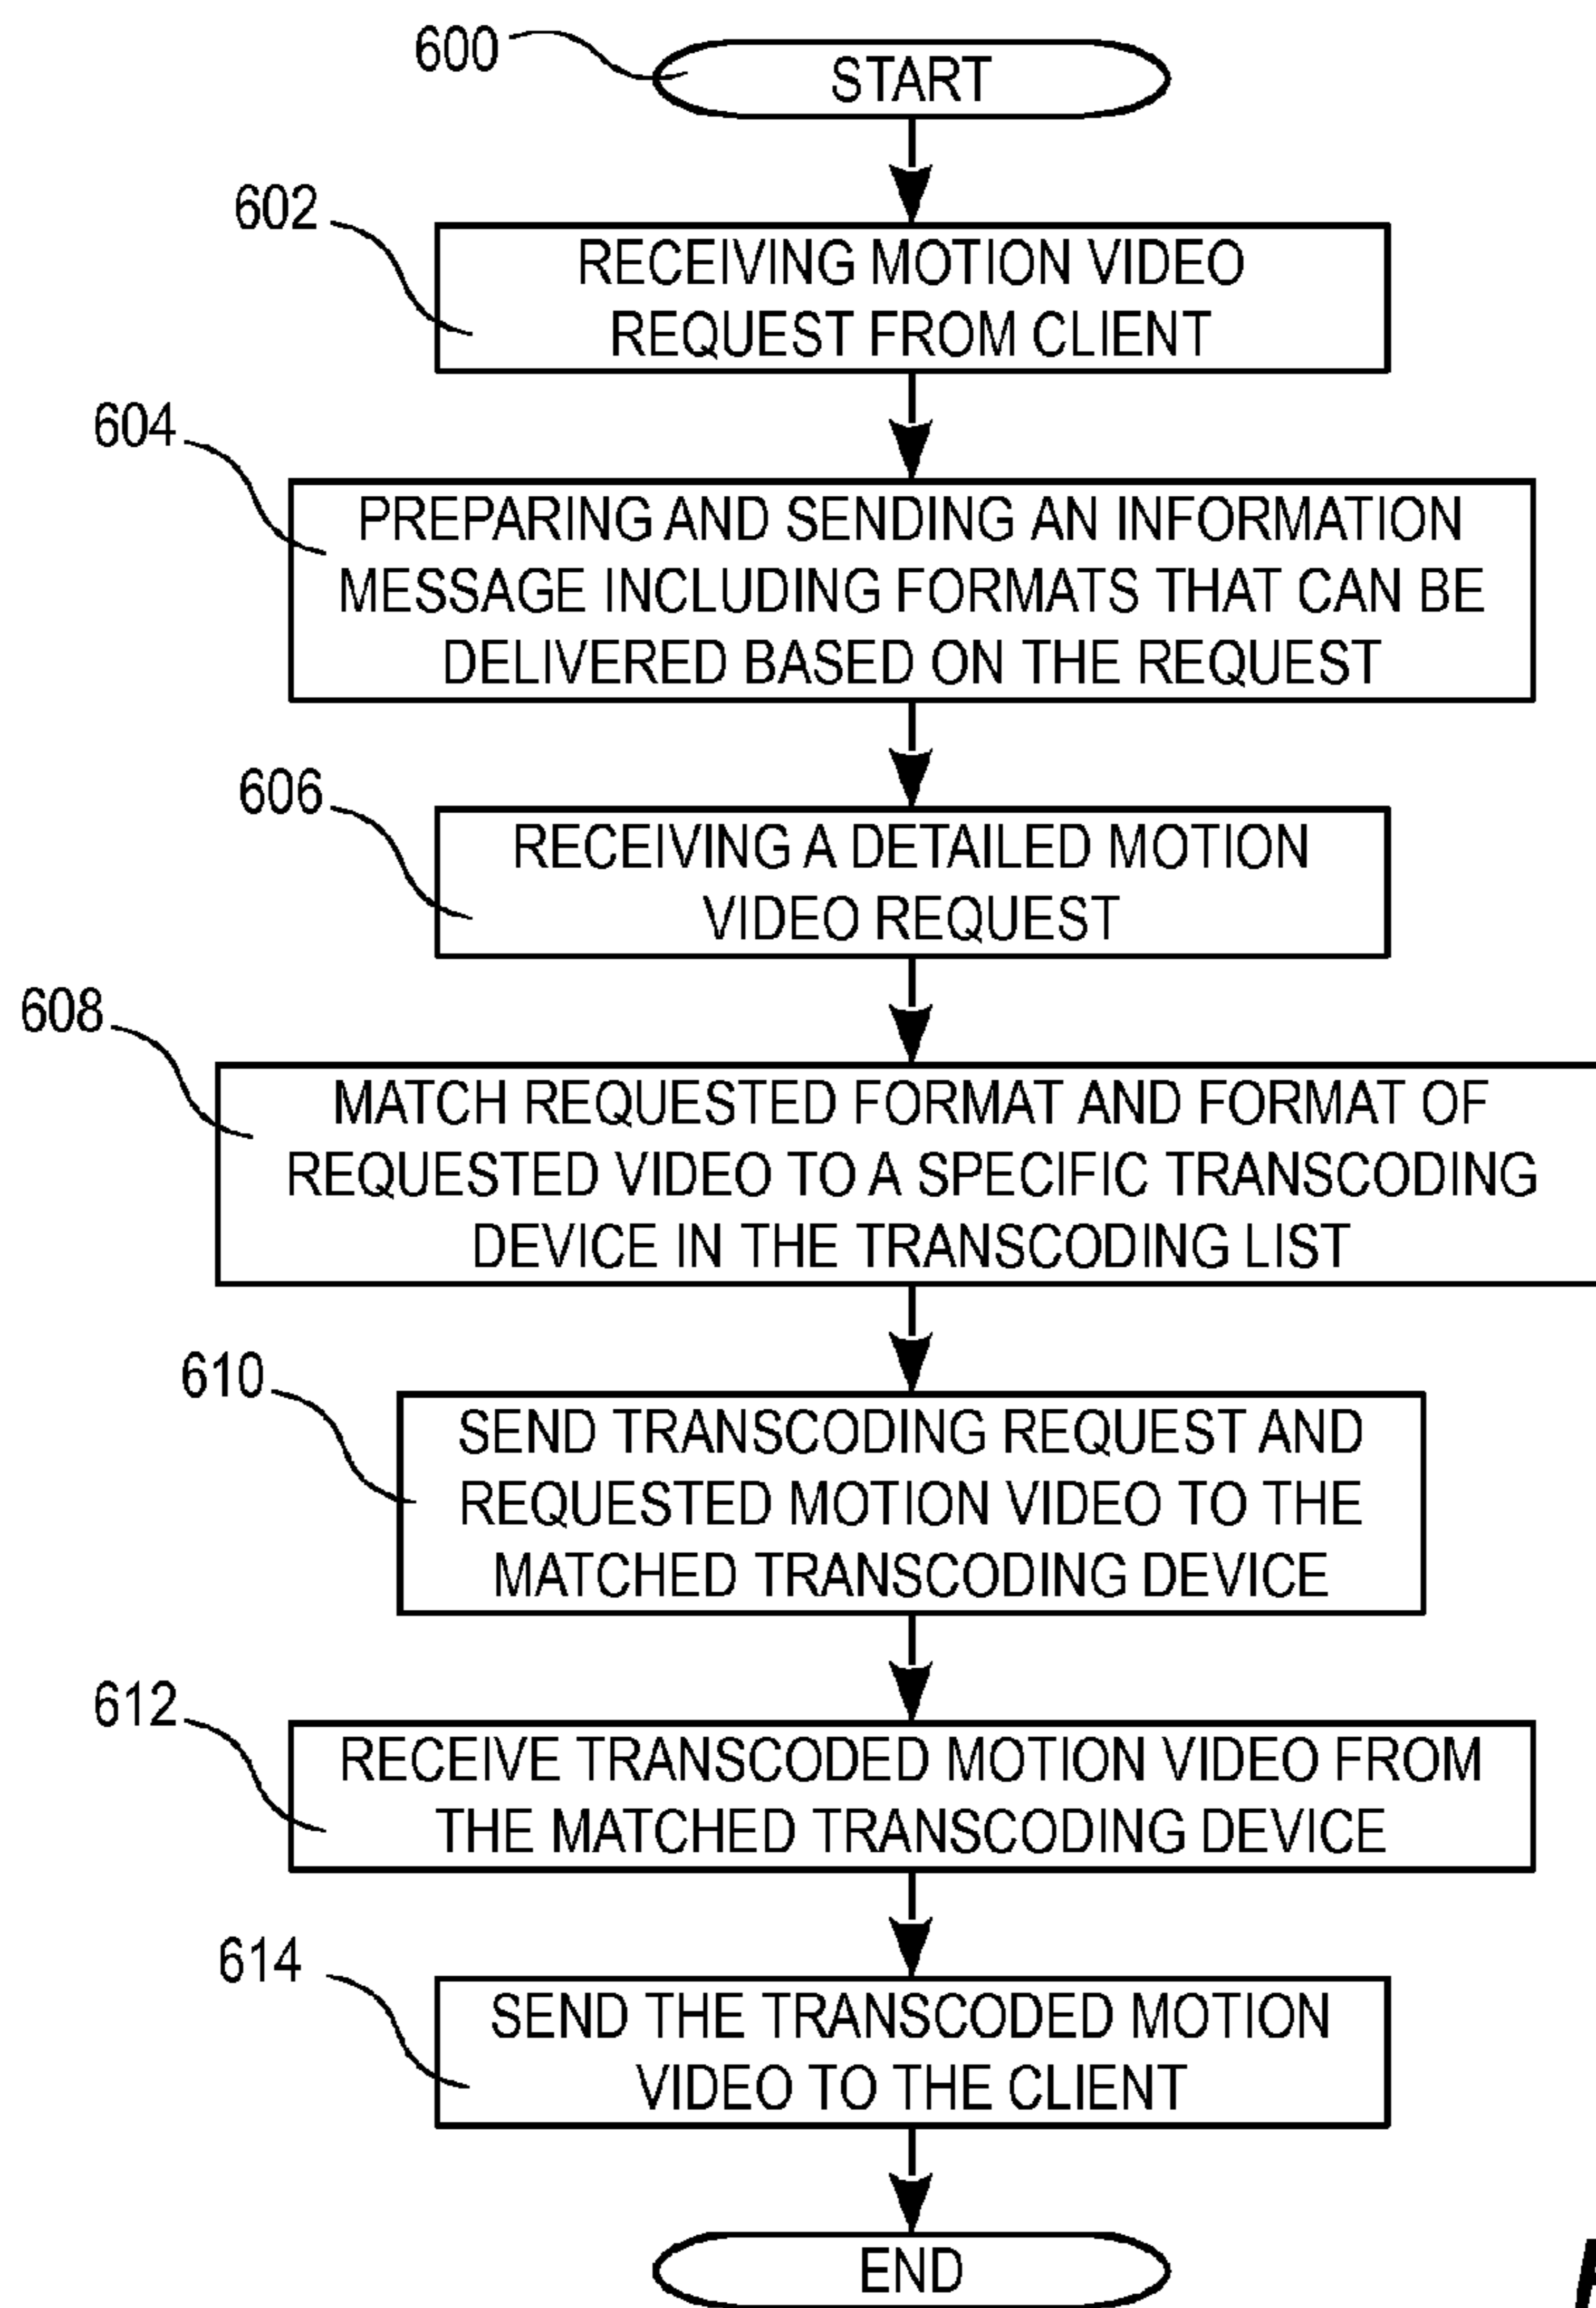 600
START
602
RECEIVING MOTION VIDEO
REQUEST FROM CLIENT
604
PREPARING AND SENDING AN INFORMATION
MESSAGE INCLUDING FORMATS THAT CAN BE
DELIVERED BASED ON THE REQUEST
606
RECEIVING A DETAILED MOTION
VIDEO REQUEST
608
MATCH REQUESTED FORMAT AND FORMAT OF
REQUESTED VIDEO TO A SPECIFIC TRANSCODING
DEVICE IN THE TRANSCODING LIST
610
SEND TRANSCODING REQUEST AND
REQUESTED MOTION VIDEO TO THE
MATCHED TRANSCODING DEVICE
612
RECEIVE TRANSCODED MOTION VIDEO FROM
THE MATCHED TRANSCODING DEVICE
614
SEND THE TRANSCODED MOTION
VIDEO TO THE CLIENT
END